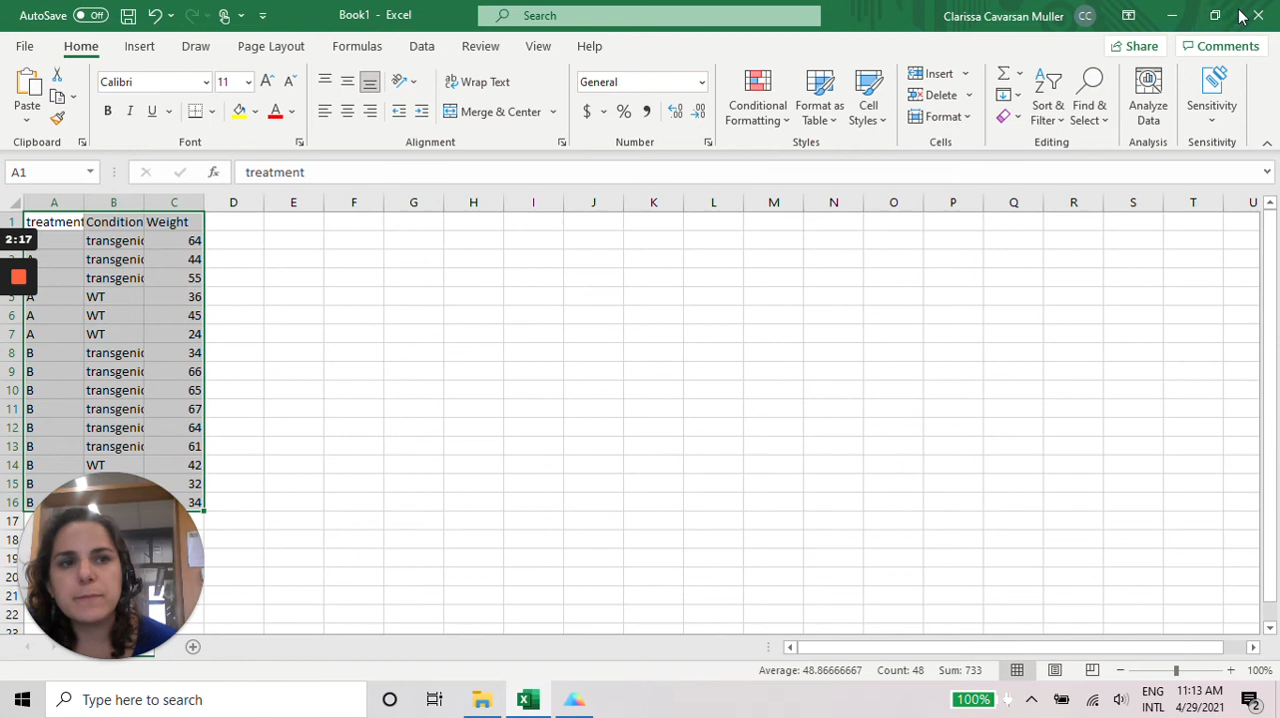 AutoSave Off Book1 - Excel Search Clarissa Cavarsan Muller CC
File Home Insert Draw Page Layout Formulas Data Review View Help Share Comments
Paste Calibri 11 Wrap Text General Conditional Formatting Format as Table Cell Styles Insert Sort & Filter Find & Select Analyze Data Sensitivity
B I U Merge & Center $ % Delete
Format
Clipboard Font Alignment Number Styles Cells Editing Analysis Sensitivity
A1 fx treatment
A B C D E F G H I J K L M N O P Q R S T U
1 treatment Condition Weight
2:17 transgenic 64
transgenic 44
transgenic 55
A WT 36
6 A WT 45
7 A WT 24
8 B transgenic 34
9 B transgenic 66
10 B transgenic 65
11 B transgenic 67
12 B transgenic 64
13 B transgenic 61
14 B WT 42
15 B 32
16 B 34
17
18
19
20
21
22
23
Average: 48.86666667 Count: 48 Sum: 733 100%
Type here to search 100% ENG INTL 11:13 AM 4/29/2021 2